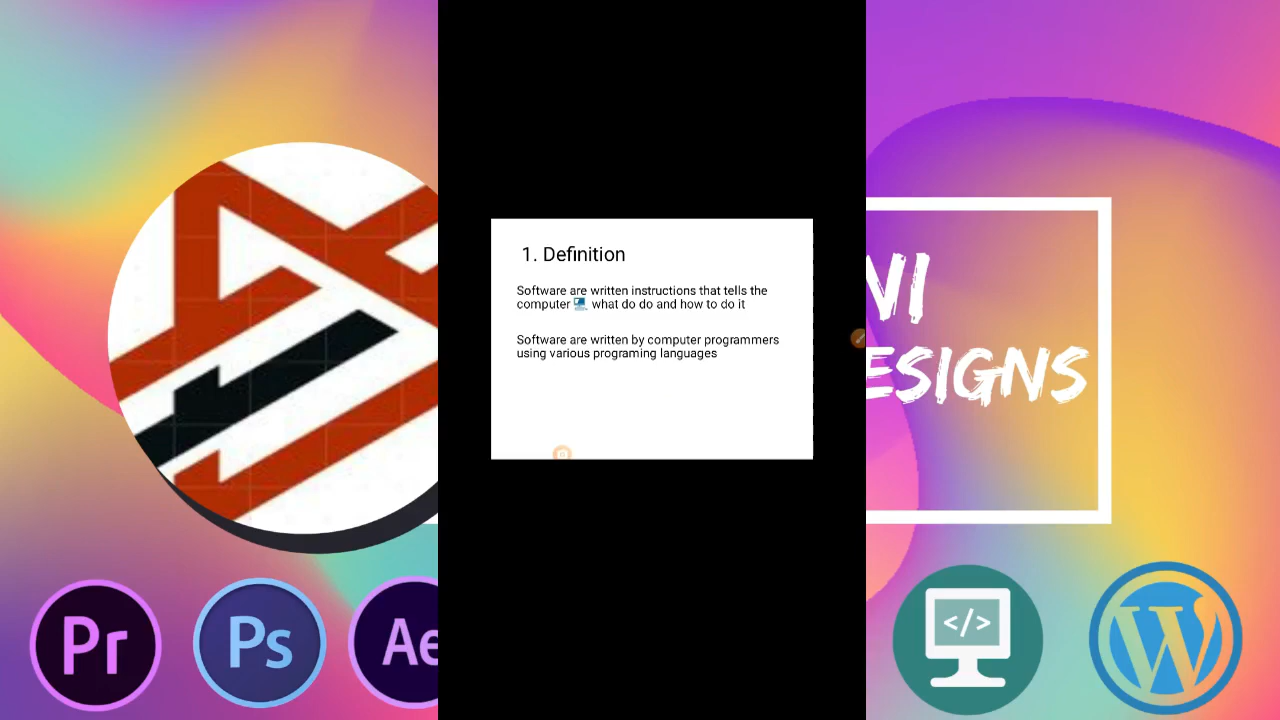 1. Definition
Software are written instructions that tells the
computer 💻 what do do and how to do it
Software are written by computer programmers
using various programing languages
NI
ESIGNS
Pr
Ps
Ae
</>
W